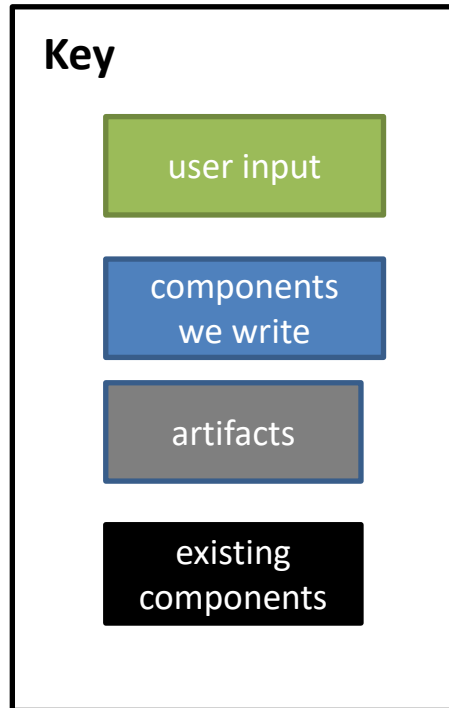 Key
user input
components
we write
artifacts
existing
components